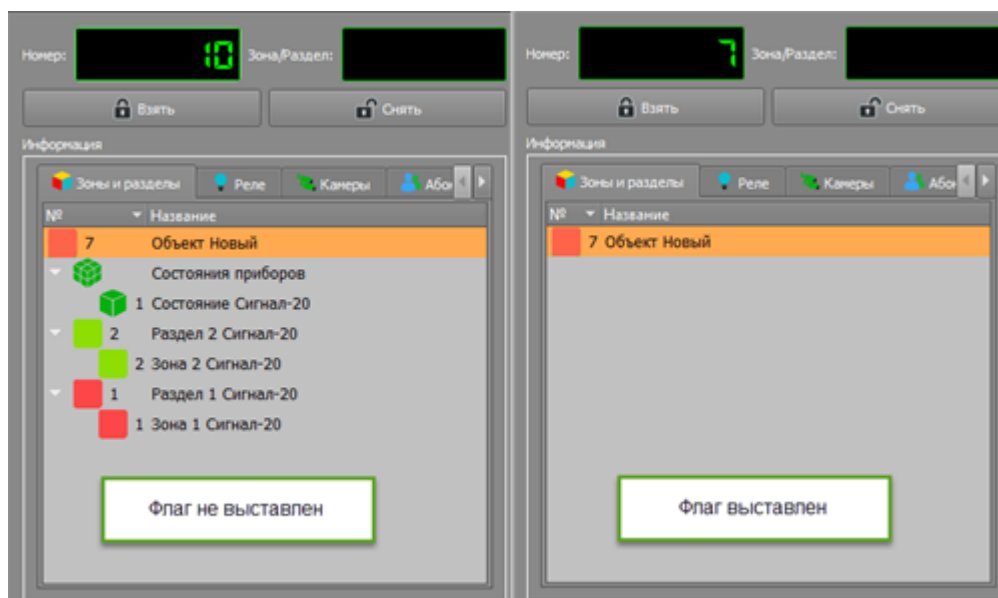 Номер: 10 Зона/Раздел:
Взять Снять
Информация
Зоны и разделы Реле Камеры Або
№ Название
7 Объект Новый
Состояния приборов
1 Состояние Сигнал-20
2 Раздел 2 Сигнал-20
2 Зона 2 Сигнал-20
1 Раздел 1 Сигнал-20
1 Зона 1 Сигнал-20
Флаг не выставлен
Номер: 7 Зона/Раздел:
Взять Снять
Информация
Зоны и разделы Реле Камеры Або
№ Название
7 Объект Новый
Флаг выставлен